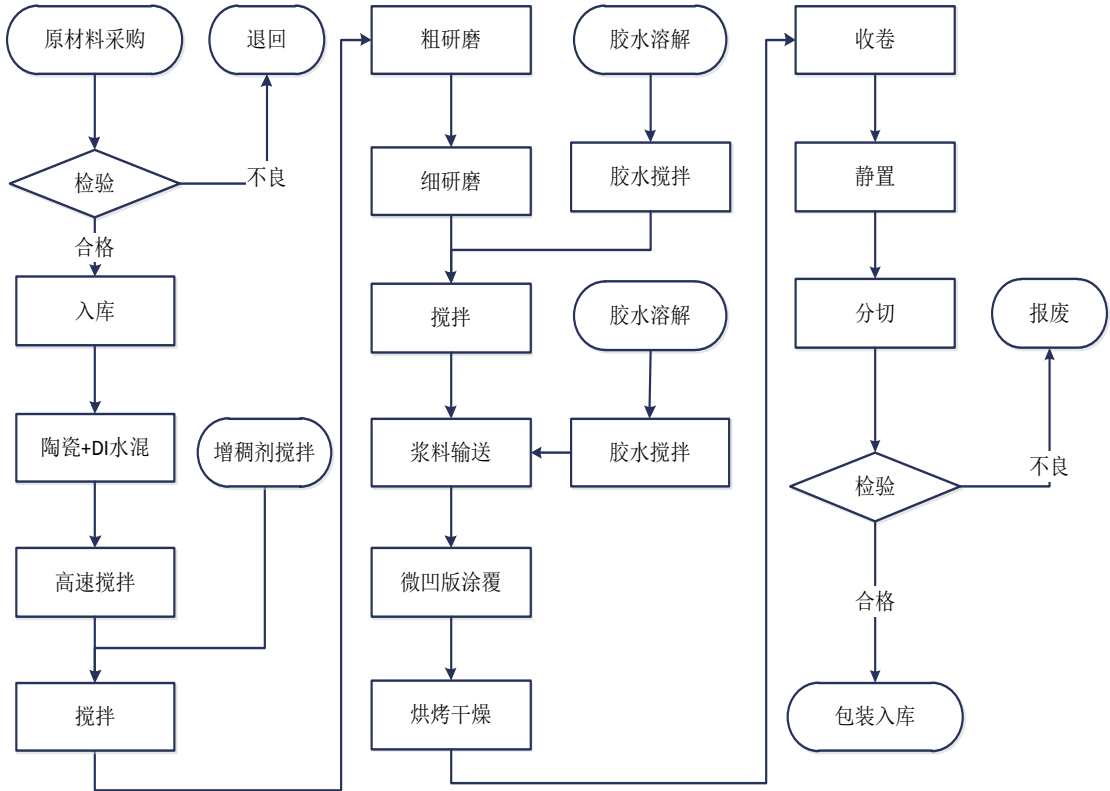 原材料采购
退回
检验
不良
合格
入库
陶瓷+DI水混
增稠剂搅拌
高速搅拌
搅拌
粗研磨
胶水溶解
细研磨
胶水搅拌
搅拌
胶水溶解
浆料输送
胶水搅拌
微凹版涂覆
烘烤干燥
收卷
静置
分切
报废
检验
不良
合格
包装入库